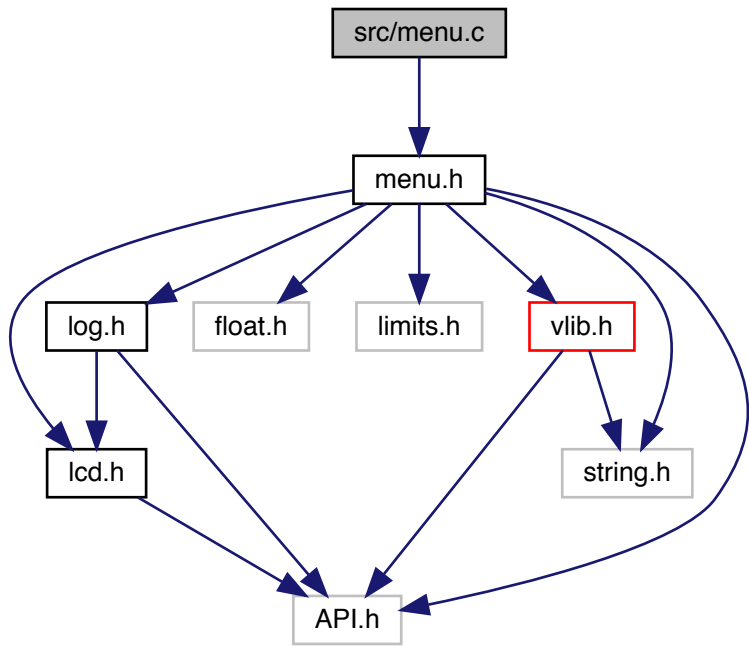 src/menu.c
menu.h
log.h
float.h
limits.h
vlib.h
lcd.h
string.h
API.h